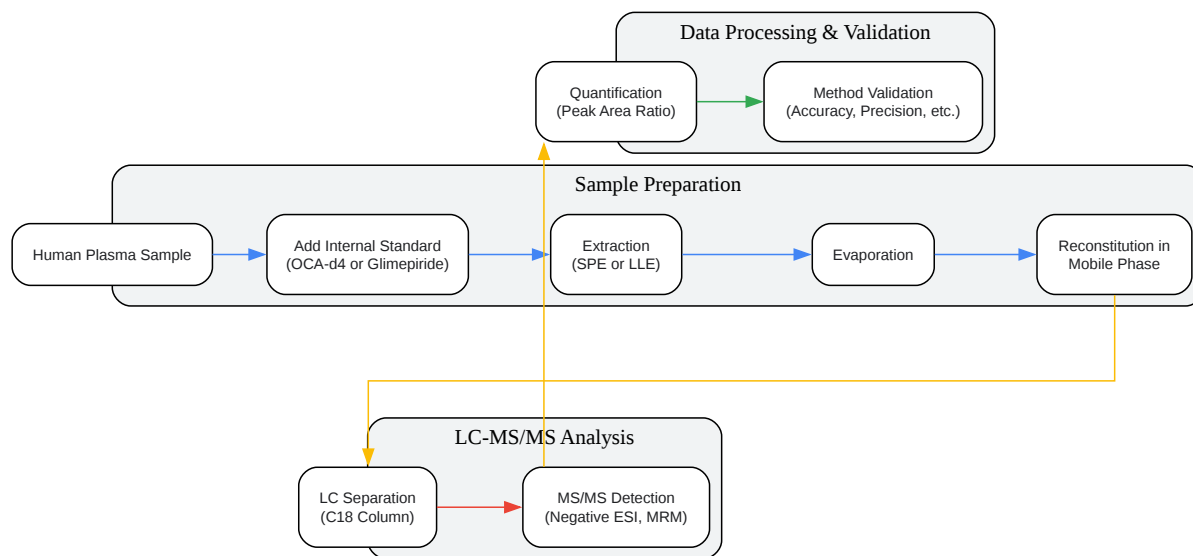 Data Processing & Validation
Quantification
(Peak Area Ratio)
Method Validation
(Accuracy, Precision, etc.)
Sample Preparation
Human Plasma Sample
Add Internal Standard
(OCA-d4 or Glimepiride)
Extraction
(SPE or LLE)
Evaporation
Reconstitution in
Mobile Phase
LC-MS/MS Analysis
LC Separation
(C18 Column)
MS/MS Detection
(Negative ESI, MRM)